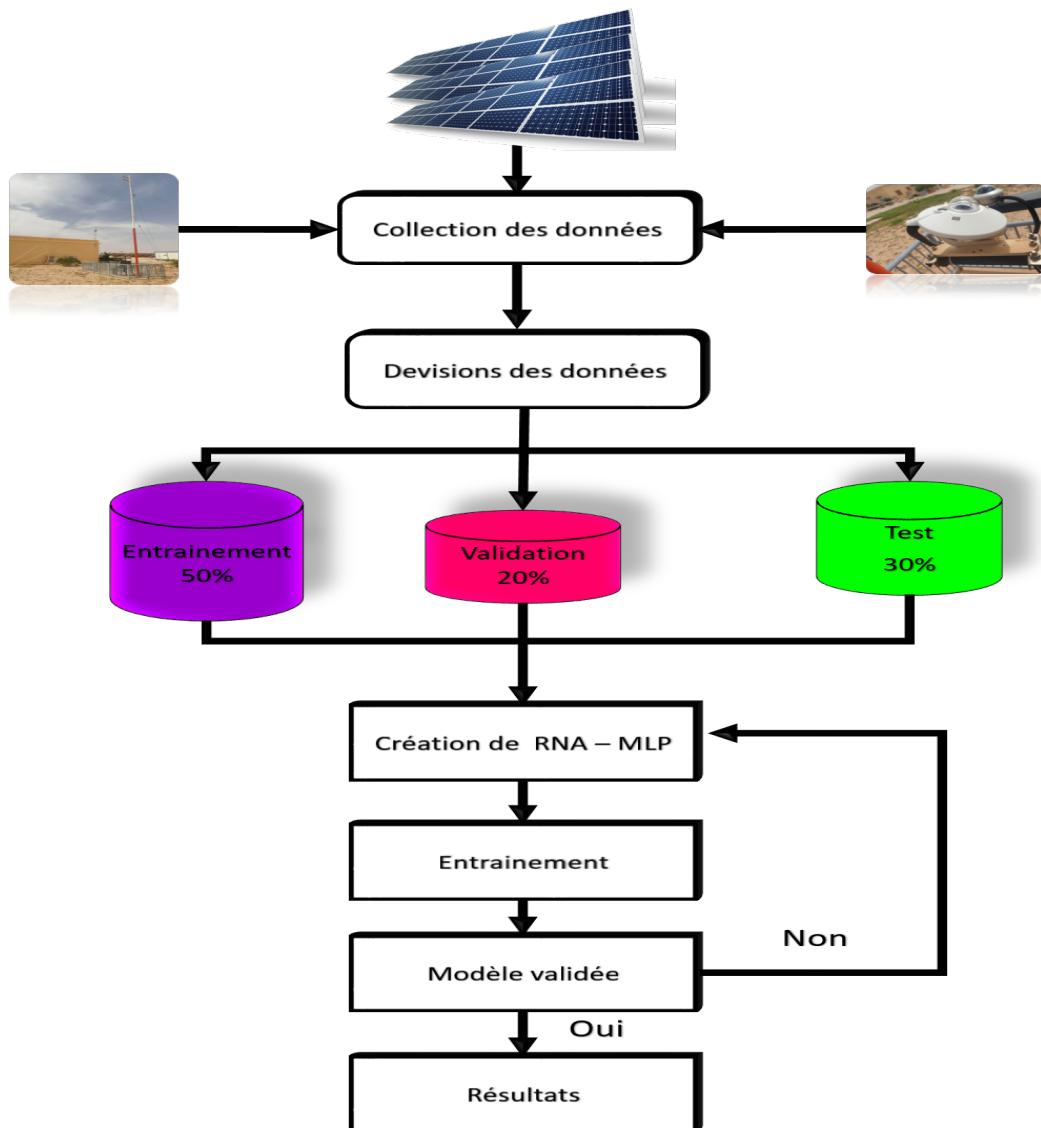 Collection des données
Devisions des données
Entrainement
50%
Validation
20%
Test
30%
Création de RNA – MLP
Entrainement
Non
Modèle validée
Oui
Résultats